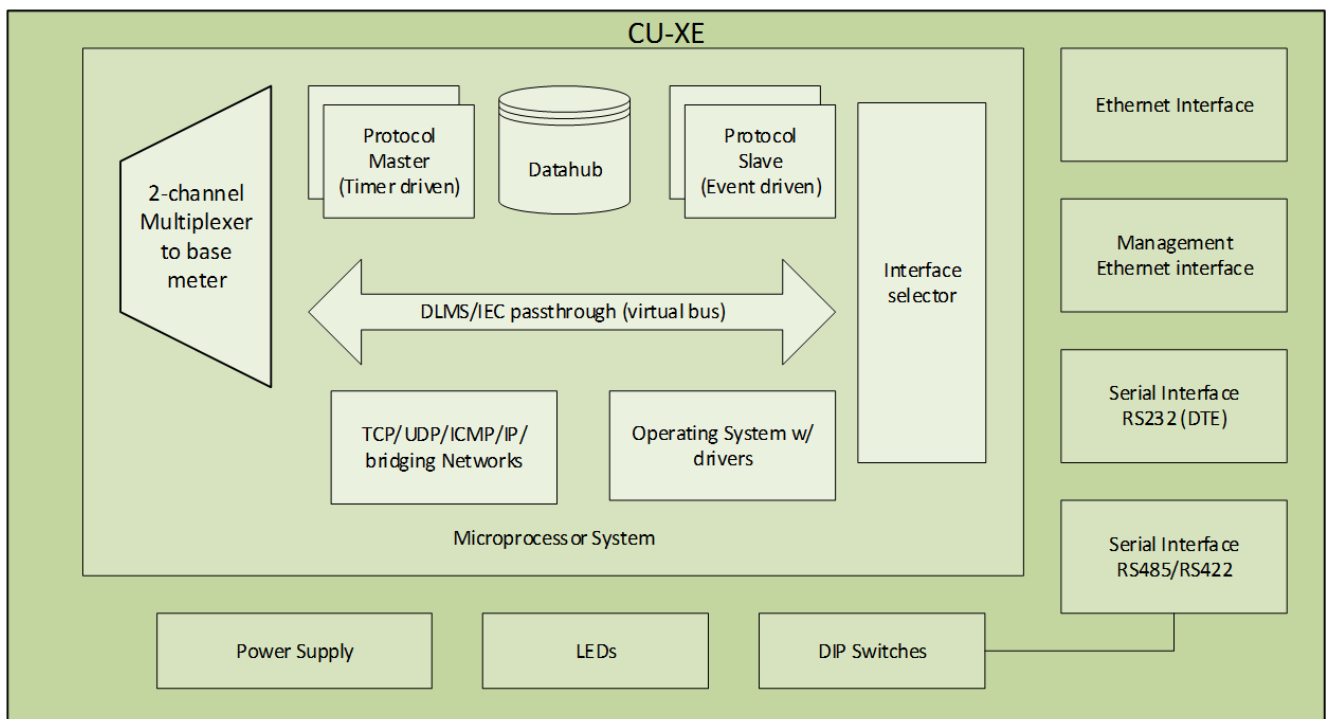 CU-XE
2-channel
Multiplexer
to base
meter
Protocol
Master
(Timer driven)
Datahub
Protocol
Slave
(Event driven)
Interface
selector
DLMS/IEC passthrough (virtual bus)
TCP/UDP/ICMP/IP/
bridging Networks
Operating System w/
drivers
Microprocessor System
Ethernet Interface
Management
Ethernet interface
Serial Interface
RS232 (DTE)
Serial Interface
RS485/RS422
Power Supply
LEDs
DIP Switches